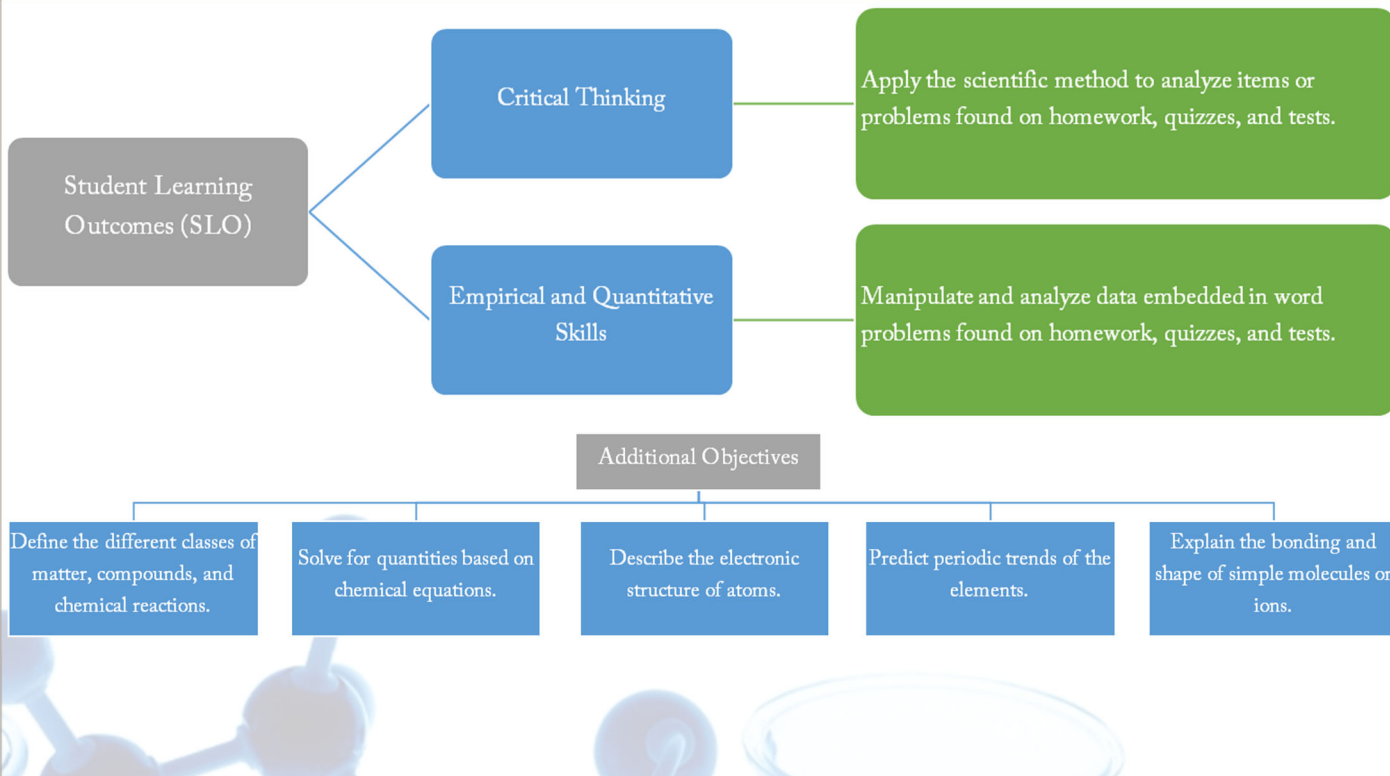 Student Learning
Outcomes (SLO)
Critical Thinking
Apply the scientific method to analyze items or
problems found on homework, quizzes, and tests.
Empirical and Quantitative
Skills
Manipulate and analyze data embedded in word
problems found on homework, quizzes, and tests.
Additional Objectives
Define the different classes of
matter, compounds, and
chemical reactions.
Solve for quantities based on
chemical equations.
Describe the electronic
structure of atoms.
Predict periodic trends of the
elements.
Explain the bonding and
shape of simple molecules or
ions.